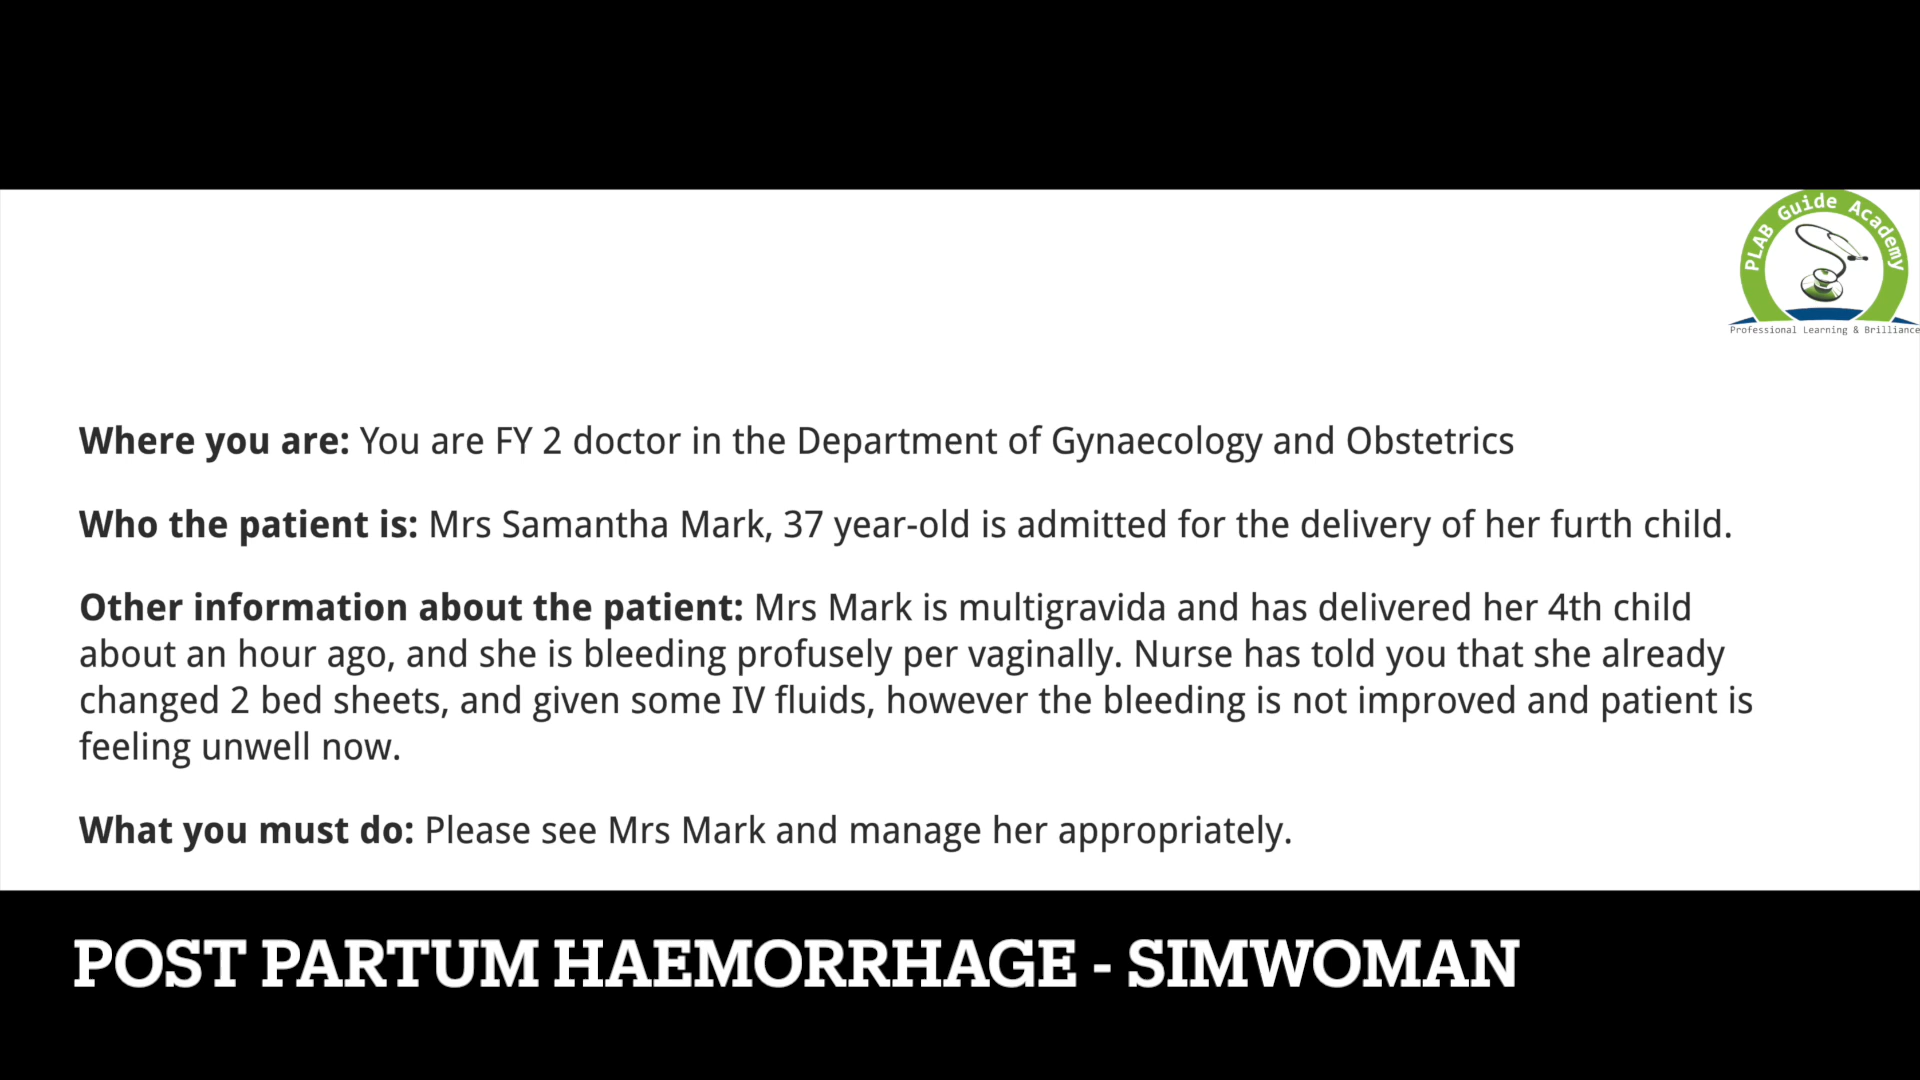 PLAB Guide Academy
Professional Learning & Brilliance
Where you are: You are FY 2 doctor in the Department of Gynaecology and Obstetrics
Who the patient is: Mrs Samantha Mark, 37 year-old is admitted for the delivery of her furth child.
Other information about the patient: Mrs Mark is multigravida and has delivered her 4th child
about an hour ago, and she is bleeding profusely per vaginally. Nurse has told you that she already
changed 2 bed sheets, and given some IV fluids, however the bleeding is not improved and patient is
feeling unwell now.
What you must do: Please see Mrs Mark and manage her appropriately.
POST PARTUM HAEMORRHAGE - SIMWOMAN